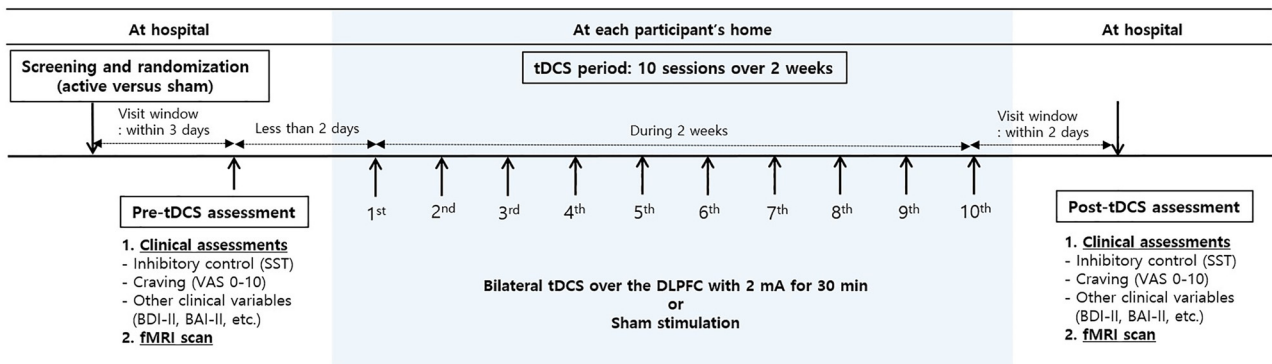 At hospital
At each participant's home
At hospital
Screening and randomization
(active versus sham)
tDCS period: 10 sessions over 2 weeks
Visit window
: within 3 days
Less than 2 days
During 2 weeks
Visit window
: within 2 days
Pre-tDCS assessment
1st
2nd
3rd
4th
5th
6th
7th
8th
9th
10th
Post-tDCS assessment
1. Clinical assessments
- Inhibitory control (SST)
- Craving (VAS 0-10)
- Other clinical variables
(BDI-II, BAI-II, etc.)
2. fMRI scan
Bilateral tDCS over the DLPFC with 2 mA for 30 min
or
Sham stimulation
1. Clinical assessments
- Inhibitory control (SST)
- Craving (VAS 0-10)
- Other clinical variables
(BDI-II, BAI-II, etc.)
2. fMRI scan